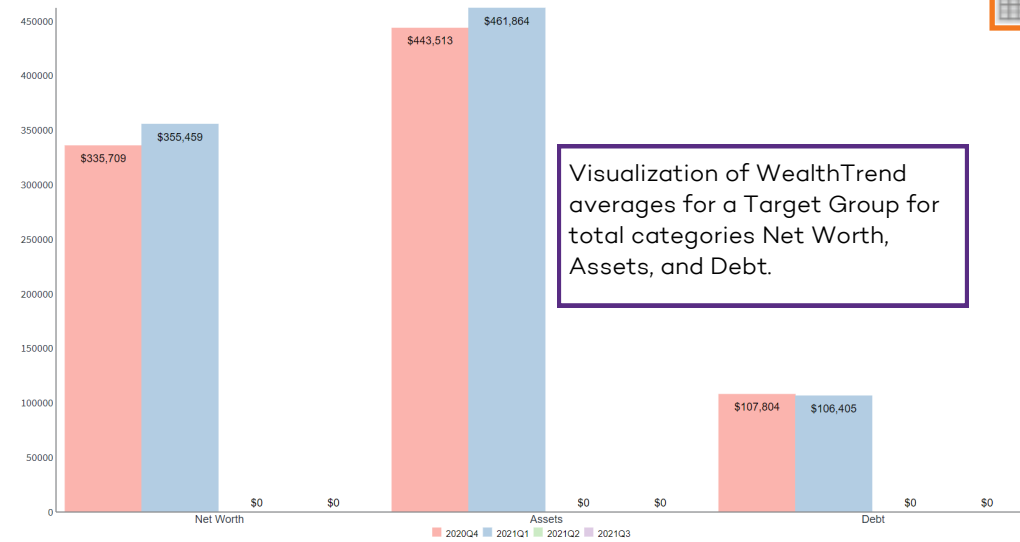 450000
400000
350000
300000
250000
200000
150000
100000
50000
0
$335,709
$355,459
$0
$0
$443,513
$461,864
$0
$0
$107,804
$106,405
$0
$0
Visualization of WealthTrend
averages for a Target Group for
total categories Net Worth,
Assets, and Debt.
Net Worth
Assets
Debt
2020Q4 2021Q1 2021Q2 2021Q3